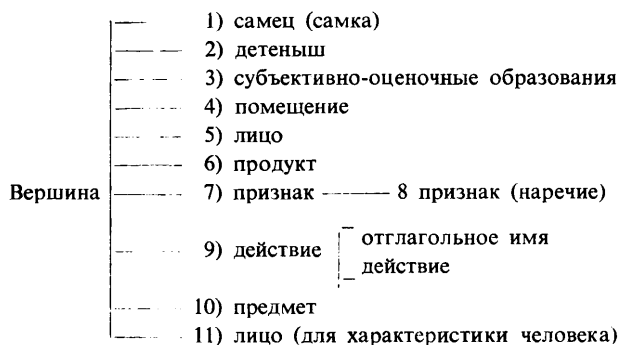 1) самец (самка)
2) детеныш
3) субъективно-оценочные образования
4) помещение
5) лицо
6) продукт
Вершина 7) признак 8 признак (наречие)
отглагольное имя
9) действие
действие
10) предмет
11) лицо (для характеристики человека)